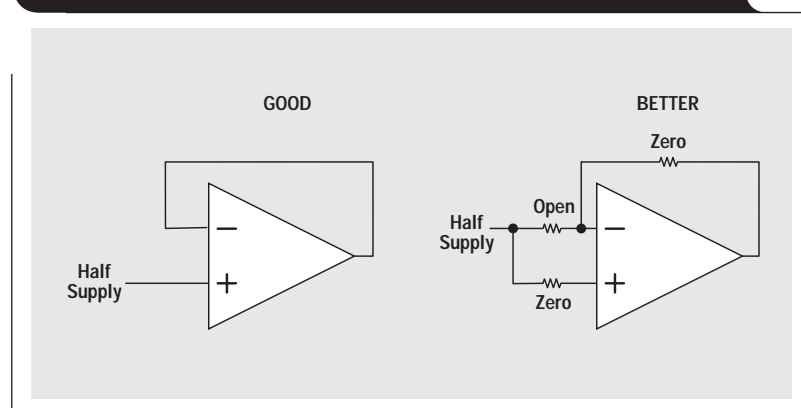 GOOD
Half
Supply
−
+
BETTER
Zero
Open
Half
Supply
−
+
Zero